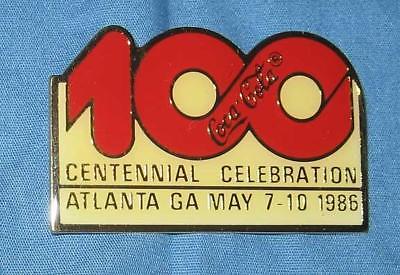 100
Coca-Cola®
CENTENNIAL CELEBRATION
ATLANTA GA MAY 7-10 1986